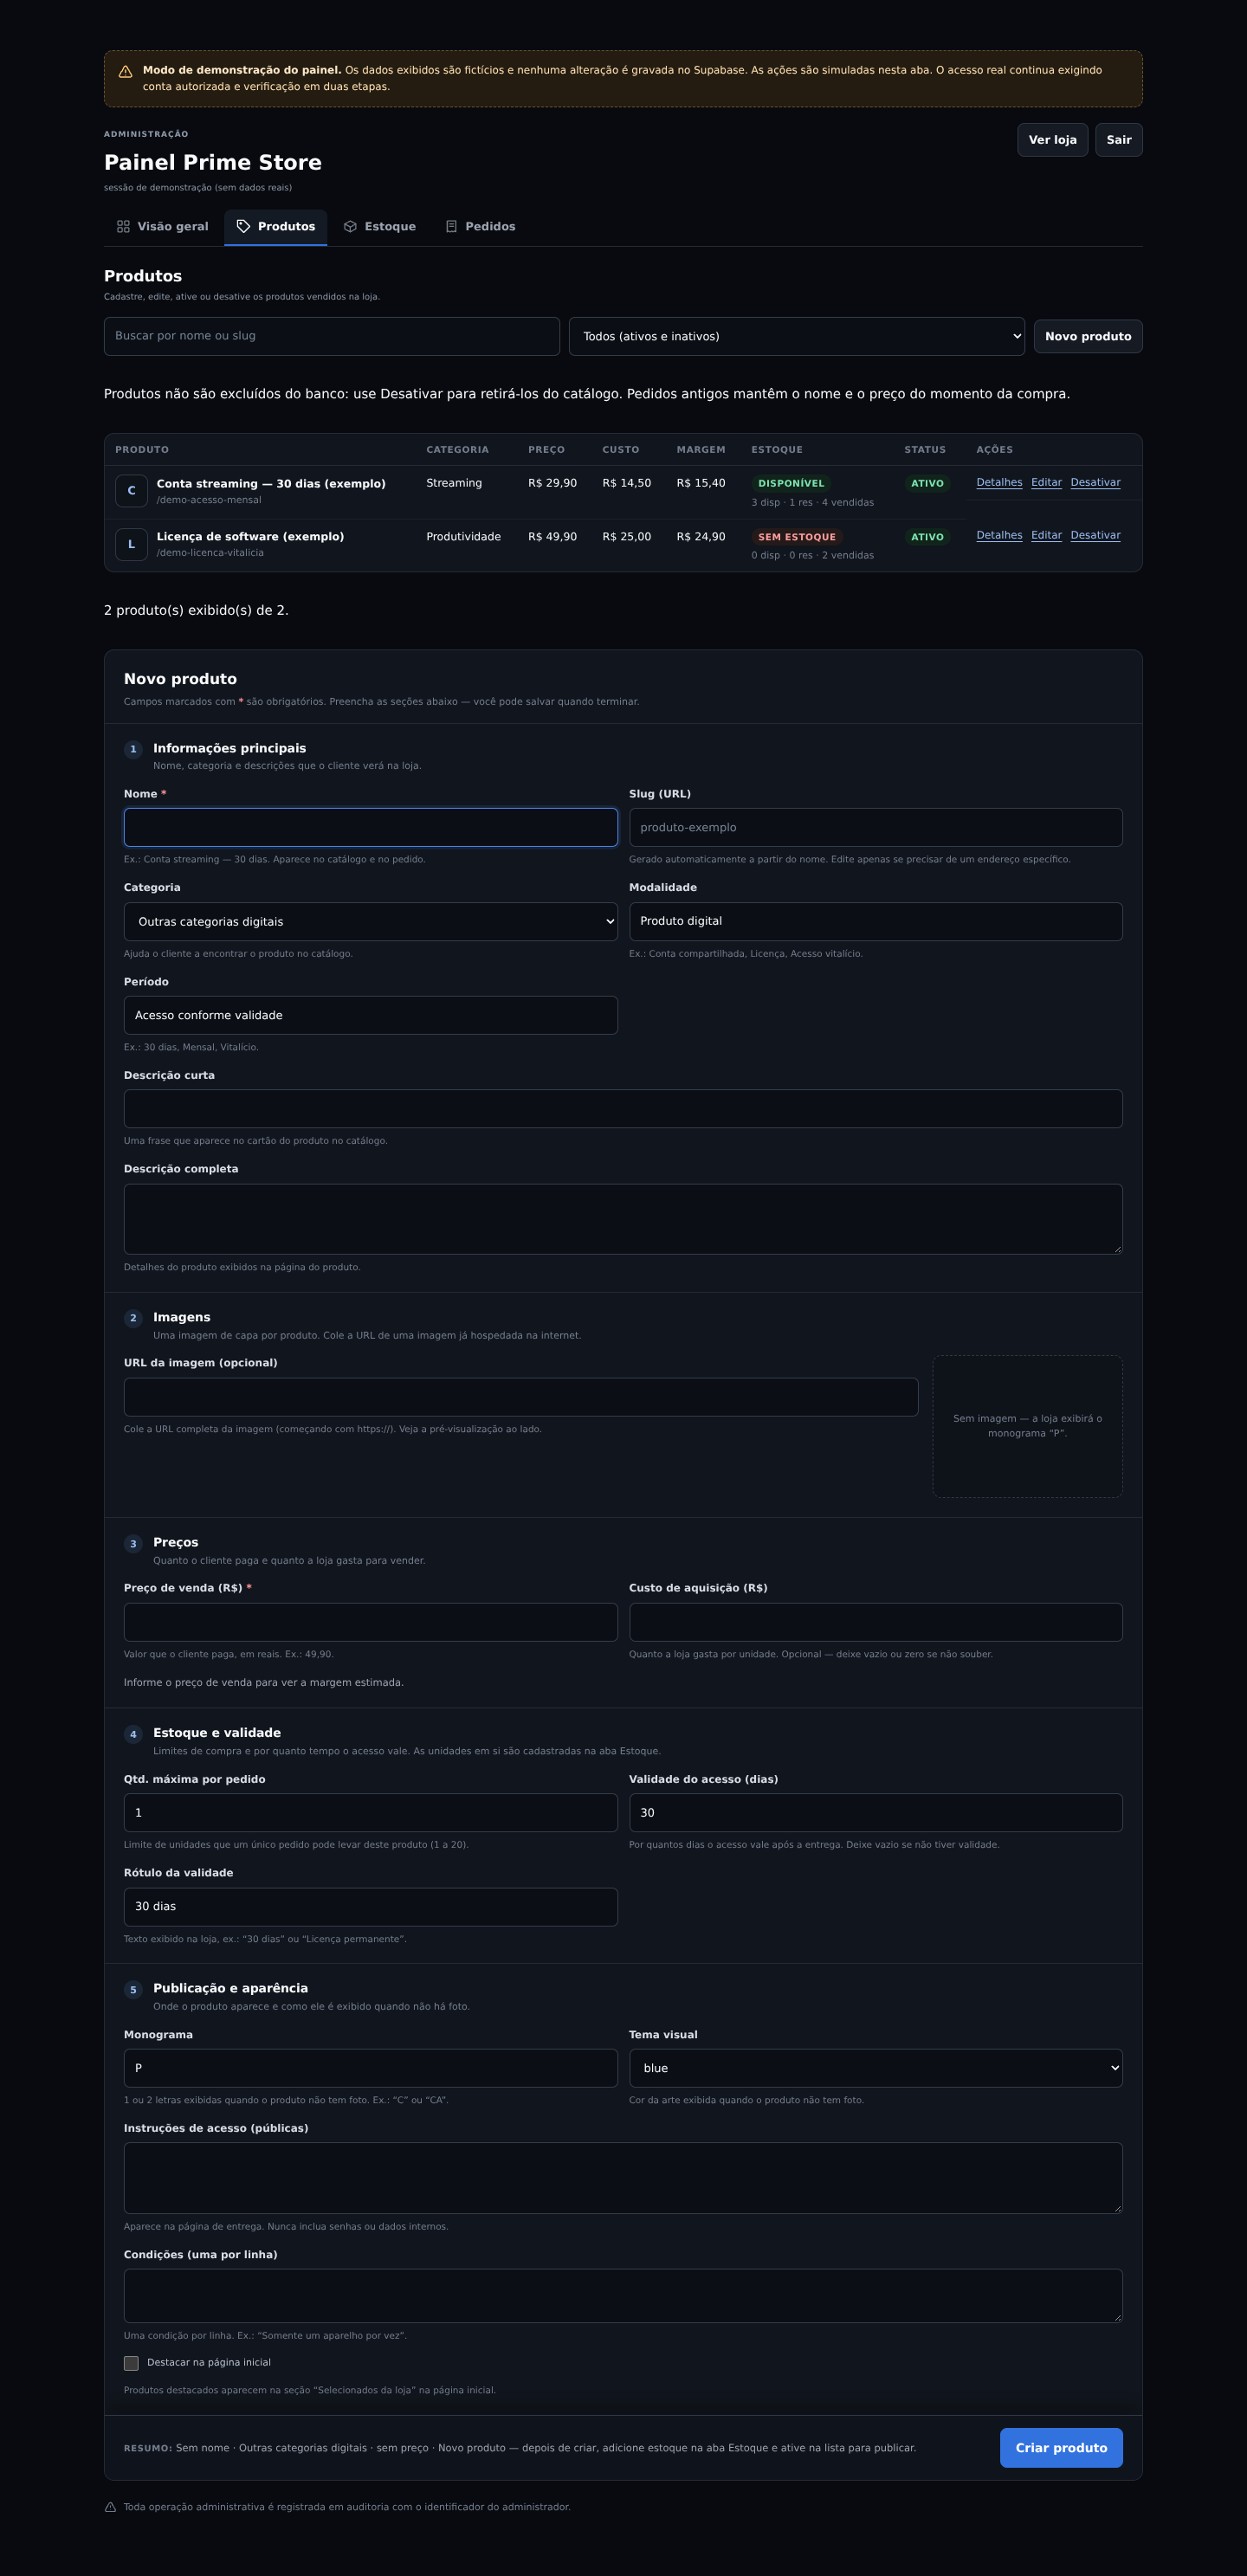 Modo de demonstração do painel. Os dados exibidos são fictícios e nenhuma alteração é gravada no Supabase. As ações são simuladas nesta aba. O acesso real continua exigindo
conta autorizada e verificação em duas etapas.
ADMINISTRAÇÃO
Painel Prime Store
sessão de demonstração (sem dados reais)
Ver loja
Sair
Visão geral
Produtos
Estoque
Pedidos
Produtos
Cadastre, edite, ative ou desative os produtos vendidos na loja.
Buscar por nome ou slug
Todos (ativos e inativos)
Novo produto
Produtos não são excluídos do banco: use Desativar para retirá-los do catálogo. Pedidos antigos mantêm o nome e o preço do momento da compra.
PRODUTO CATEGORIA PREÇO CUSTO MARGEM ESTOQUE STATUS AÇÕES
C Conta streaming — 30 dias (exemplo) Streaming R$ 29,90 R$ 14,50 R$ 15,40 DISPONÍVEL ATIVO Detalhes Editar Desativar
/demo-acesso-mensal 3 disp · 1 res · 4 vendidas
L Licença de software (exemplo) Produtividade R$ 49,90 R$ 25,00 R$ 24,90 SEM ESTOQUE ATIVO Detalhes Editar Desativar
/demo-licenca-vitalicia 0 disp · 0 res · 2 vendidas
2 produto(s) exibido(s) de 2.
Novo produto
Campos marcados com * são obrigatórios. Preencha as seções abaixo — você pode salvar quando terminar.
1 Informações principais
Nome, categoria e descrições que o cliente verá na loja.
Nome * Slug (URL)
produto-exemplo
Ex.: Conta streaming — 30 dias. Aparece no catálogo e no pedido. Gerado automaticamente a partir do nome. Edite apenas se precisar de um endereço específico.
Categoria Modalidade
Outras categorias digitais Produto digital
Ajuda o cliente a encontrar o produto no catálogo. Ex.: Conta compartilhada, Licença, Acesso vitalício.
Período
Acesso conforme validade
Ex.: 30 dias, Mensal, Vitalício.
Descrição curta
Uma frase que aparece no cartão do produto no catálogo.
Descrição completa
Detalhes do produto exibidos na página do produto.
2 Imagens
Uma imagem de capa por produto. Cole a URL de uma imagem já hospedada na internet.
URL da imagem (opcional)
Cole a URL completa da imagem (começando com https://). Veja a pré-visualização ao lado.
Sem imagem — a loja exibirá o
monograma “P”.
3 Preços
Quanto o cliente paga e quanto a loja gasta para vender.
Preço de venda (R$) * Custo de aquisição (R$)
Valor que o cliente paga, em reais. Ex.: 49,90. Quanto a loja gasta por unidade. Opcional — deixe vazio ou zero se não souber.
Informe o preço de venda para ver a margem estimada.
4 Estoque e validade
Limites de compra e por quanto tempo o acesso vale. As unidades em si são cadastradas na aba Estoque.
Qtd. máxima por pedido Validade do acesso (dias)
1 30
Limite de unidades que um único pedido pode levar deste produto (1 a 20). Por quantos dias o acesso vale após a entrega. Deixe vazio se não tiver validade.
Rótulo da validade
30 dias
Texto exibido na loja, ex.: “30 dias” ou “Licença permanente”.
5 Publicação e aparência
Onde o produto aparece e como ele é exibido quando não há foto.
Monograma Tema visual
P blue
1 ou 2 letras exibidas quando o produto não tem foto. Ex.: “C” ou “CA”. Cor da arte exibida quando o produto não tem foto.
Instruções de acesso (públicas)
Aparece na página de entrega. Nunca inclua senhas ou dados internos.
Condições (uma por linha)
Uma condição por linha. Ex.: “Somente um aparelho por vez”.
Destacar na página inicial
Produtos destacados aparecem na seção “Selecionados da loja” na página inicial.
RESUMO: Sem nome · Outras categorias digitais · sem preço · Novo produto — depois de criar, adicione estoque na aba Estoque e ative na lista para publicar.
Criar produto
Toda operação administrativa é registrada em auditoria com o identificador do administrador.